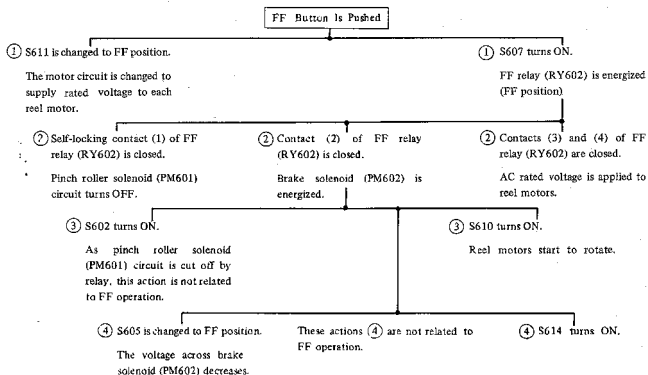 FF Button Is Pushed
① S611 is changed to FF position.
The motor circuit is changed to
supply rated voltage to each
reel motor.
① S607 turns ON.
FF relay (RY602) is energized
(FF position)
② Self-locking contact (1) of FF
relay (RY602) is closed.
Pinch roller solenoid (PM601)
circuit turns OFF.
② Contact (2) of FF relay
(RY602) is closed.
Brake solenoid (PM602) is
energized.
② Contacts (3) and (4) of FF
relay (RY602) are closed.
AC rated voltage is applied to
reel motors.
③ S602 turns ON.
As pinch roller solenoid
(PM601) circuit is cut off by
relay, this action is not related
to FF operation.
③ S610 turns ON.
Reel motors start to rotate.
④ S605 is changed to FF position.
The voltage across brake
solenoid (PM602) decreases.
These actions ④ are not related to
FF operation.
④ S614 turns ON.